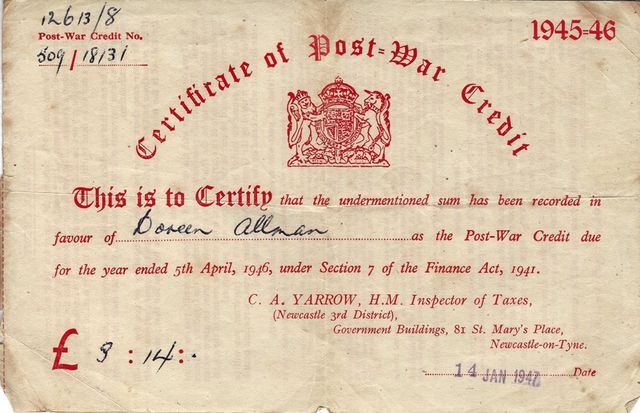 12613/8
Post-War Credit No.
509/18131
1945=46
Certificate of Post=War Credit
This is to Certify that the undermentioned sum has been recorded in
favour of Doreen Allman as the Post-War Credit due
for the year ended 5th April, 1946, under Section 7 of the Finance Act, 1941.
C. A. YARROW, H.M. Inspector of Taxes,
(Newcastle 3rd District),
Government Buildings, 81 St. Mary's Place,
Newcastle-on-Tyne.
£ 3 : 14 : .
14 JAN 1947 Date